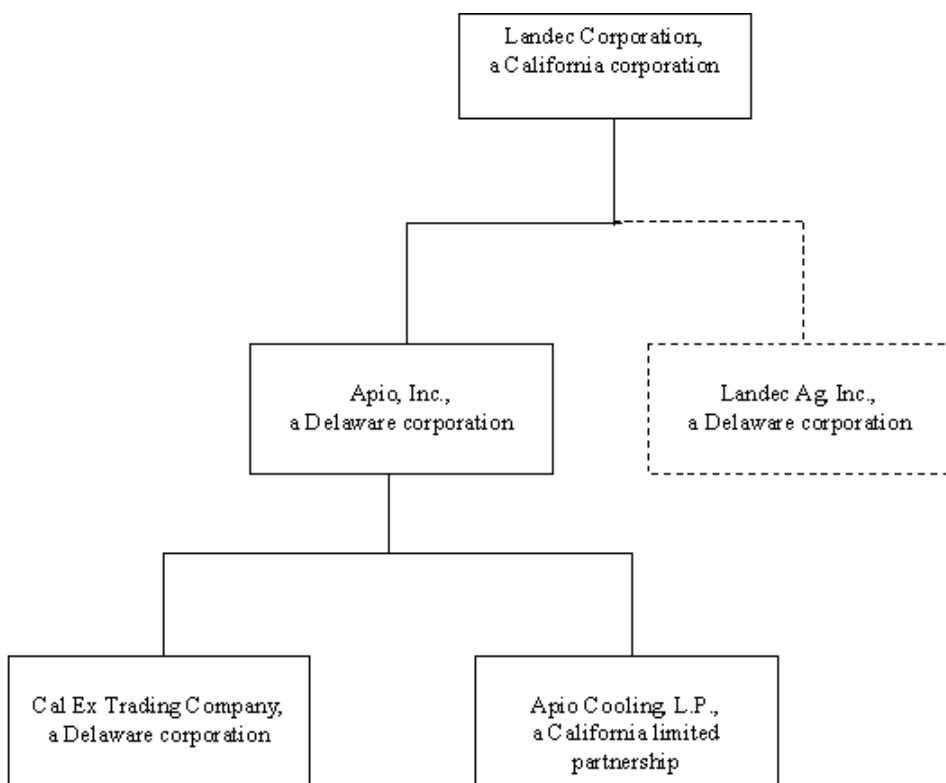 Landec Corporation,
a California corporation
Apio, Inc.,
a Delaware corporation
Landec Ag, Inc.,
a Delaware corporation
Cal Ex Trading Company,
a Delaware corporation
Apio Cooling, L.P.,
a California limited
partnership